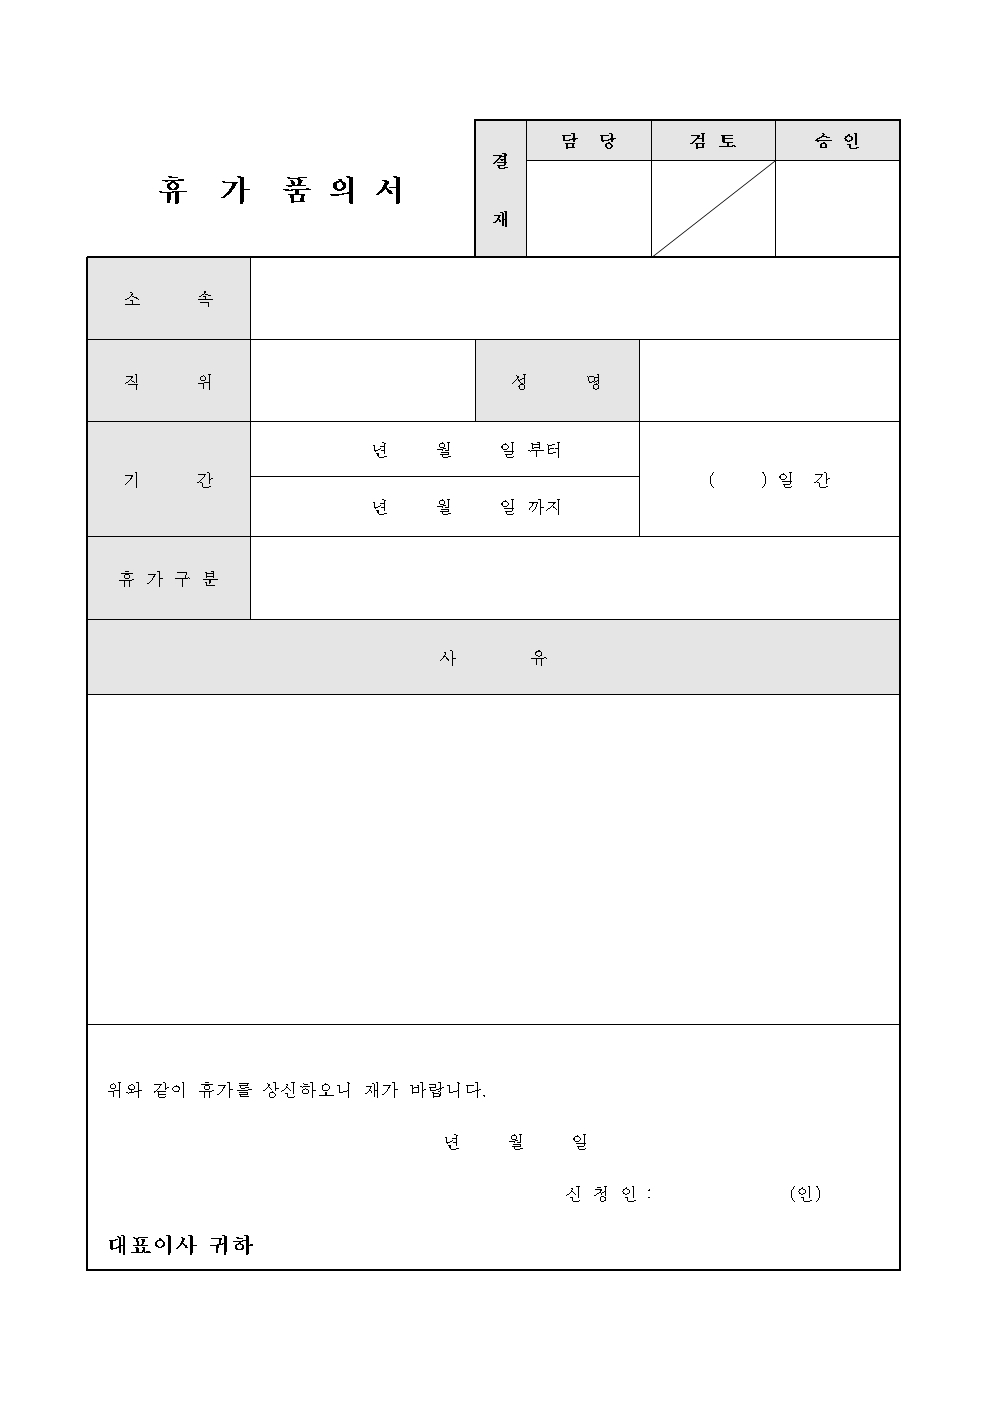 휴 가 품 의 서
결 재
담 당 검 토 승 인
소 속
직 위 성 명
기 간
년 월 일 부터
년 월 일 까지
( ) 일 간
휴 가 구 분
사 유
위와 같이 휴가를 상신하오니 재가 바랍니다.
년 월 일
신 청 인 : (인)
대표이사 귀하